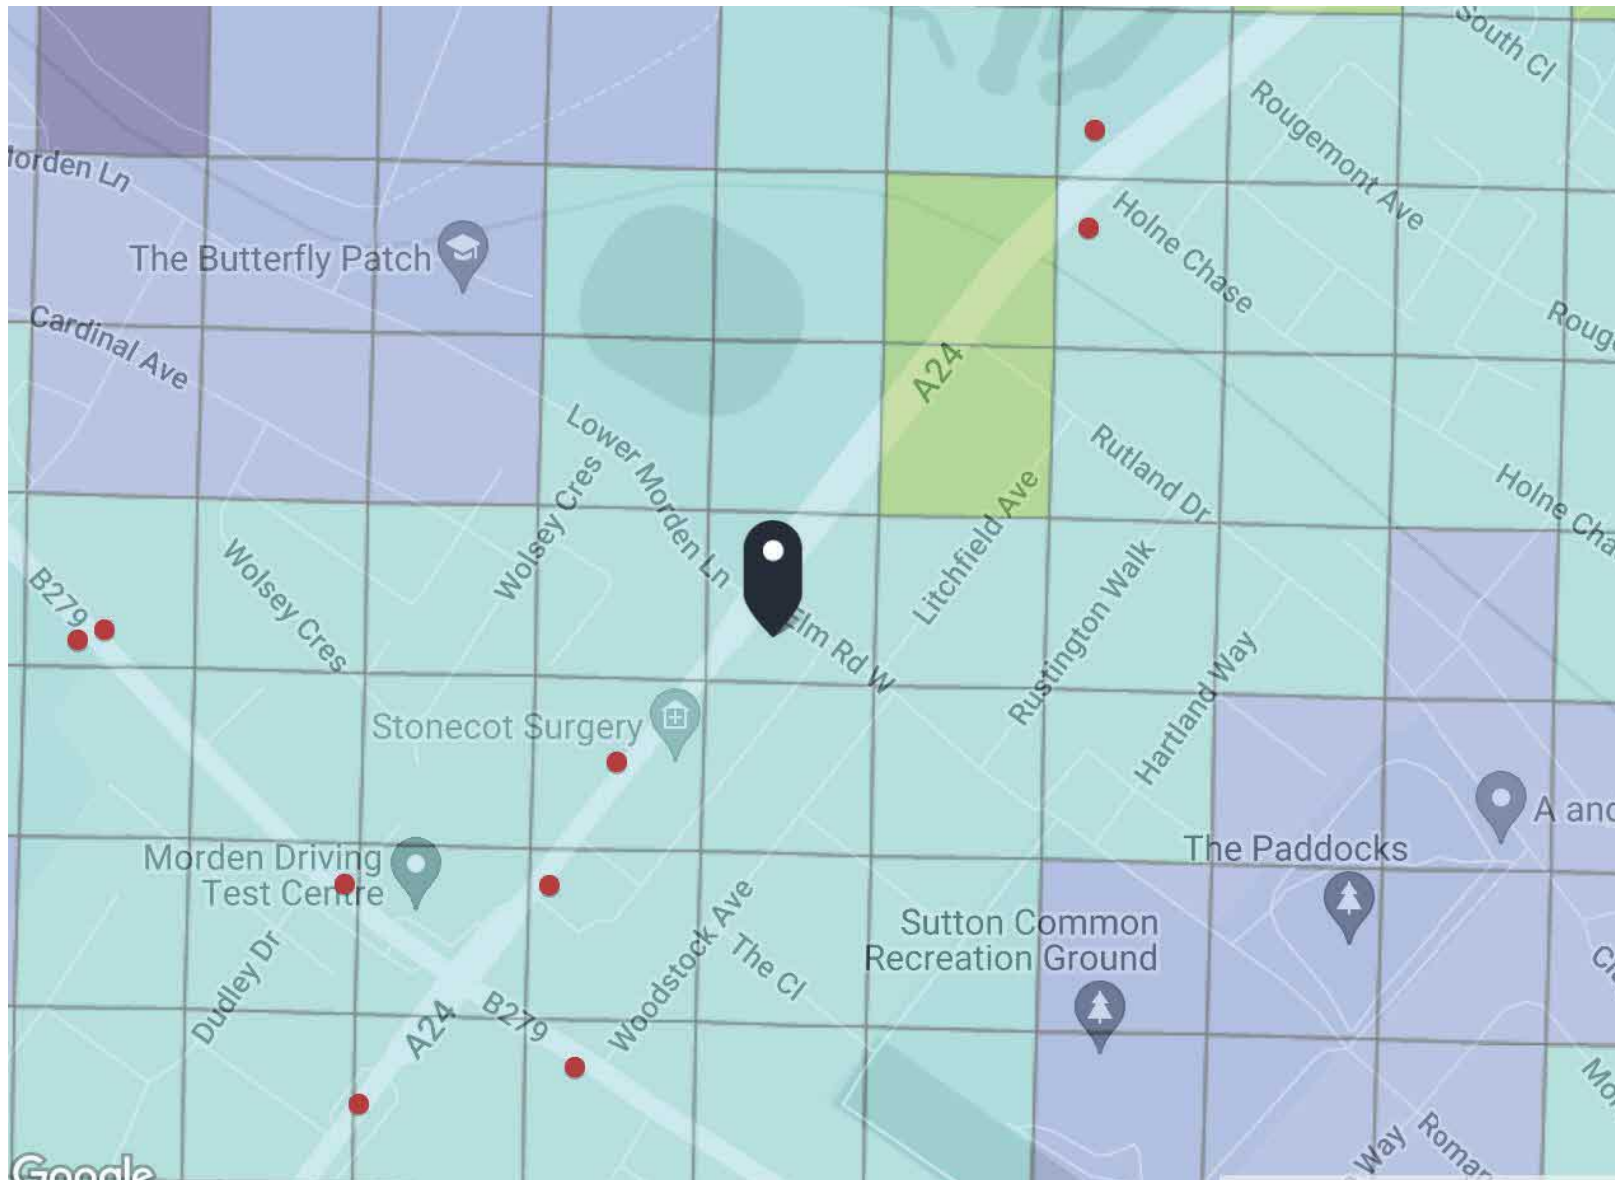 South Cl
Rougemont Ave
Morden Ln
Holne Chase
The Butterfly Patch
Cardinal Ave
A24
Lower Morden Ln
Rutland Dr
Holne Cha
Wolsey Cres
Litchfield Ave
Wolsey Cres
Rustington Walk
B279
Elm Rd W
Hartland Way
Stonecot Surgery
A and
The Paddocks
Morden Driving
Test Centre
Woodstock Ave
Sutton Common
Recreation Ground
The Cl
Dudley Dr
A24
B279
Way
Roman
Google